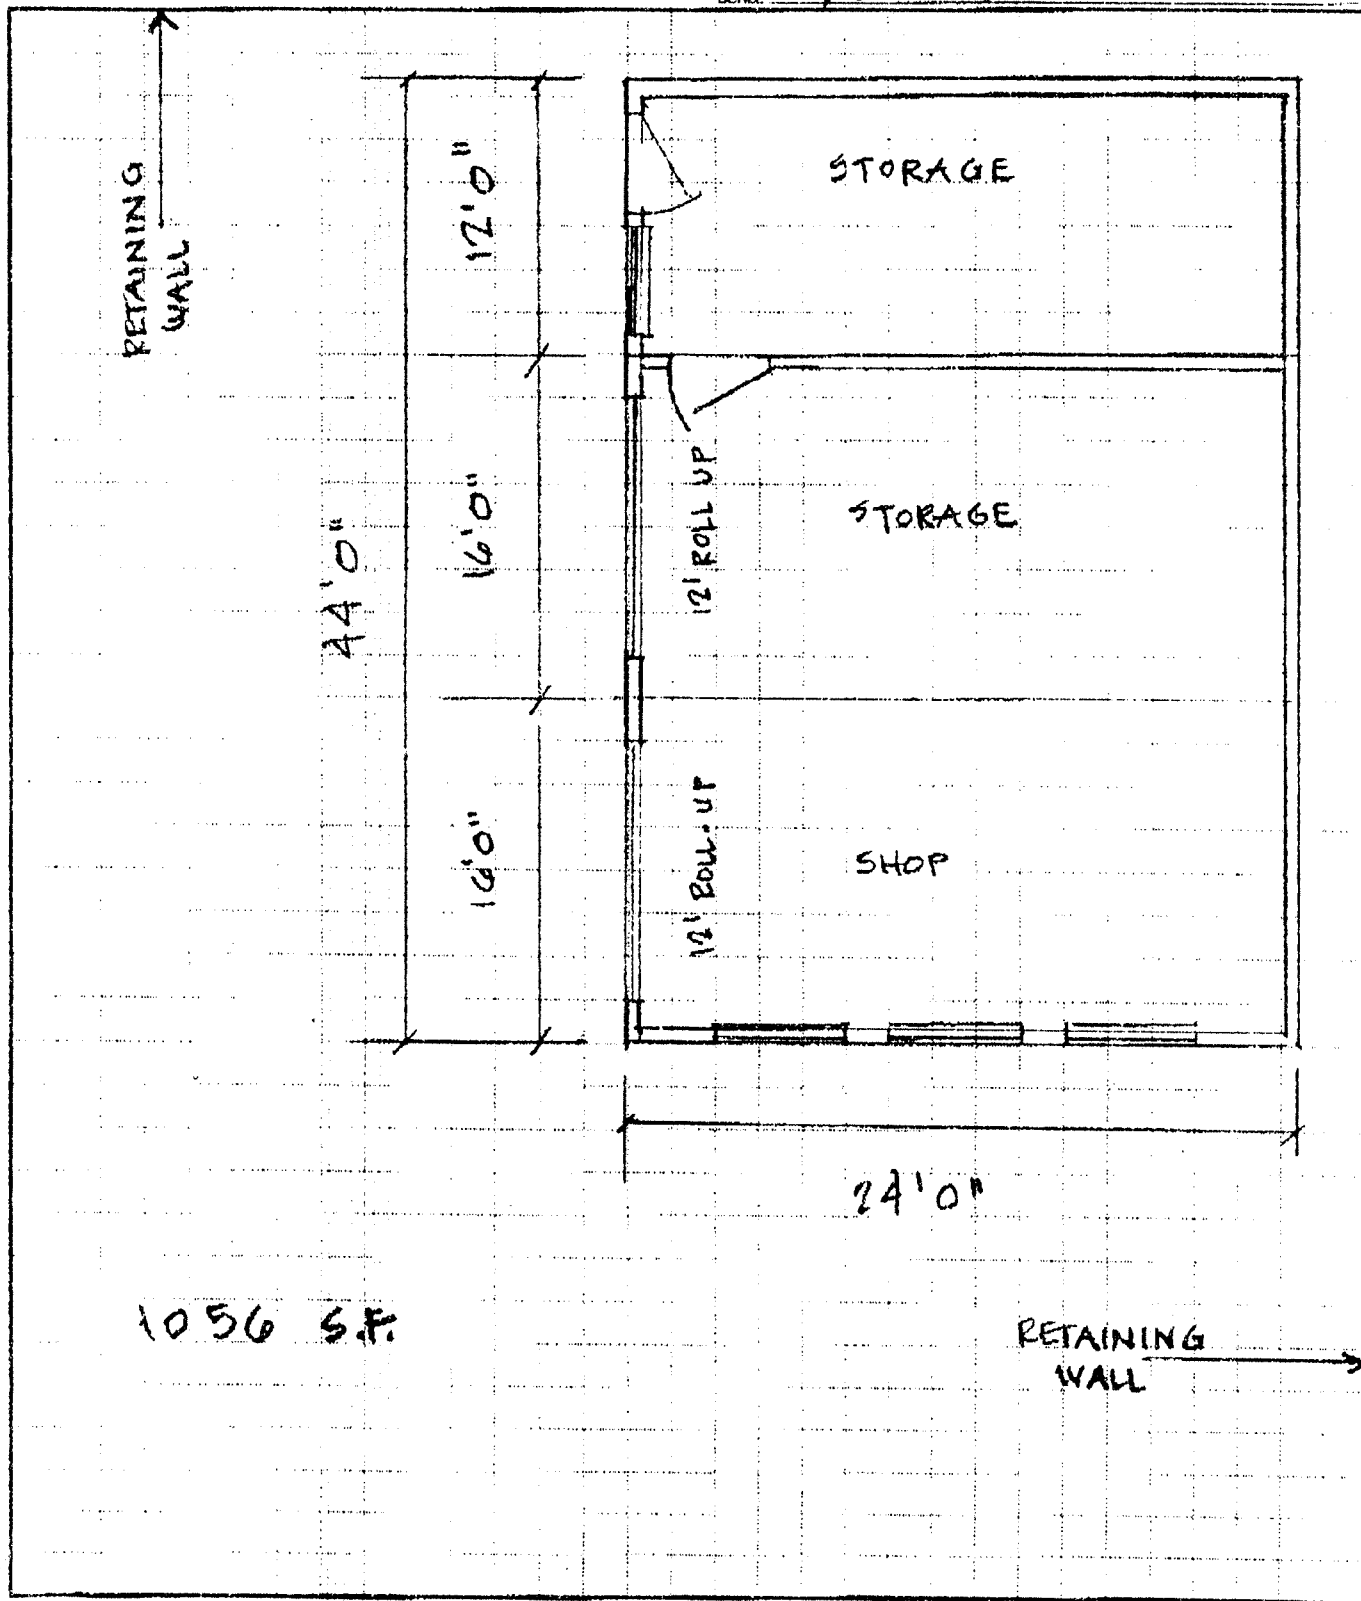 RETAINING
WALL
12'0"
STORAGE
44'0"
16'0"
12' ROLL UP
STORAGE
16'0"
12' ROLL-UP
SHOP
24'0"
1056 S.F.
RETAINING
WALL